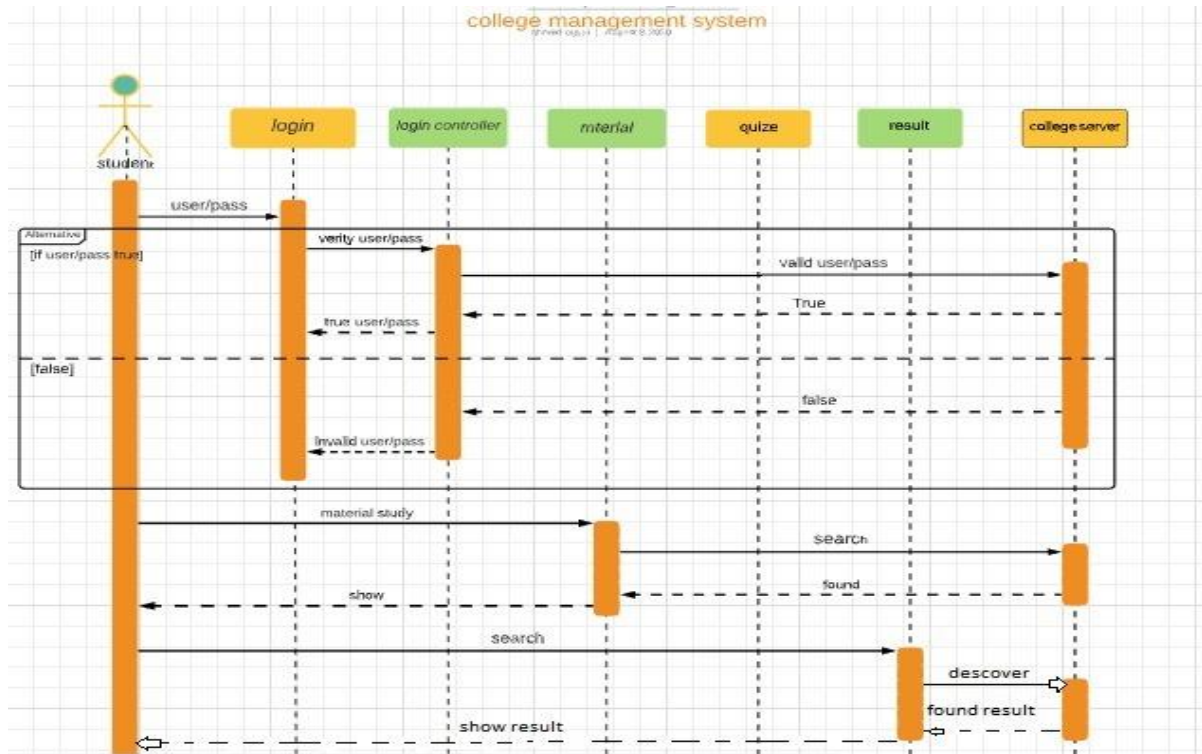 college management system
student
login
login controller
mterial
quize
result
college server
user/pass
Alternative
[if user/pass true]
verity user/pass
valid user/pass
True
true user/pass
[false]
false
invalid user/pass
material study
search
found
show
search
descover
found result
show result